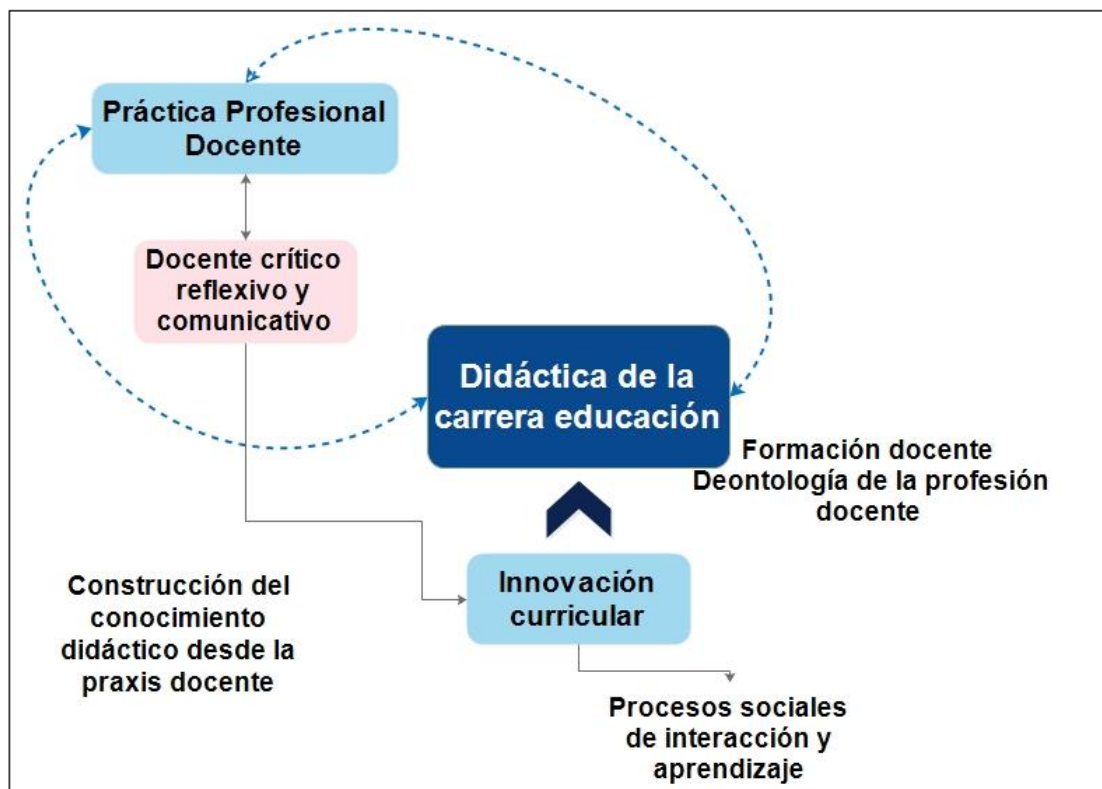 Práctica Profesional
Docente
Docente crítico
reflexivo y
comunicativo
Didáctica de la
carrera educación
Formación docente
Deontología de la profesión
docente
Innovación
curricular
Construcción del
conocimiento
didáctico desde la
praxis docente
Procesos sociales
de interacción y
aprendizaje